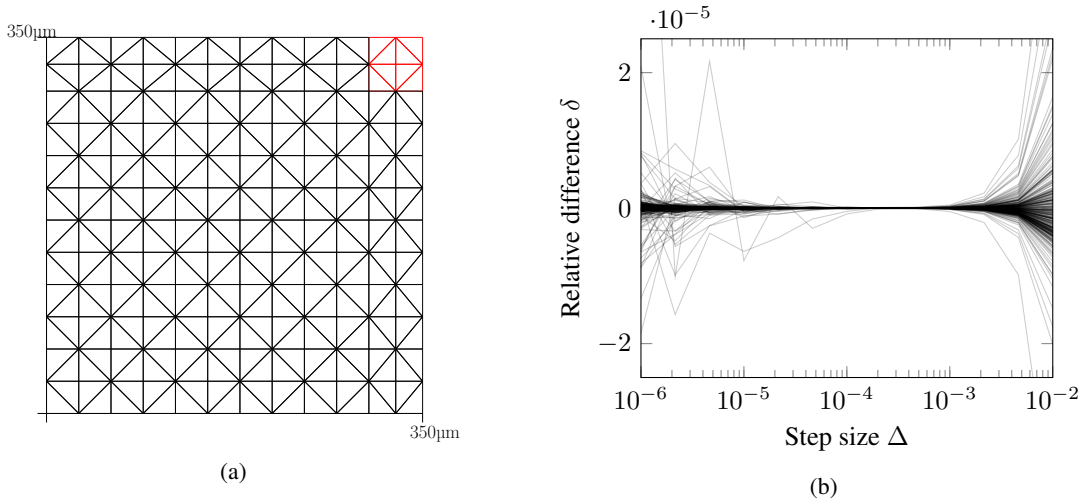 350µm
350µm
(a)
·10⁻⁵
2
0
−2
10⁻⁶
10⁻⁵
10⁻⁴
10⁻³
10⁻²
Relative difference δ
Step size Δ
(b)